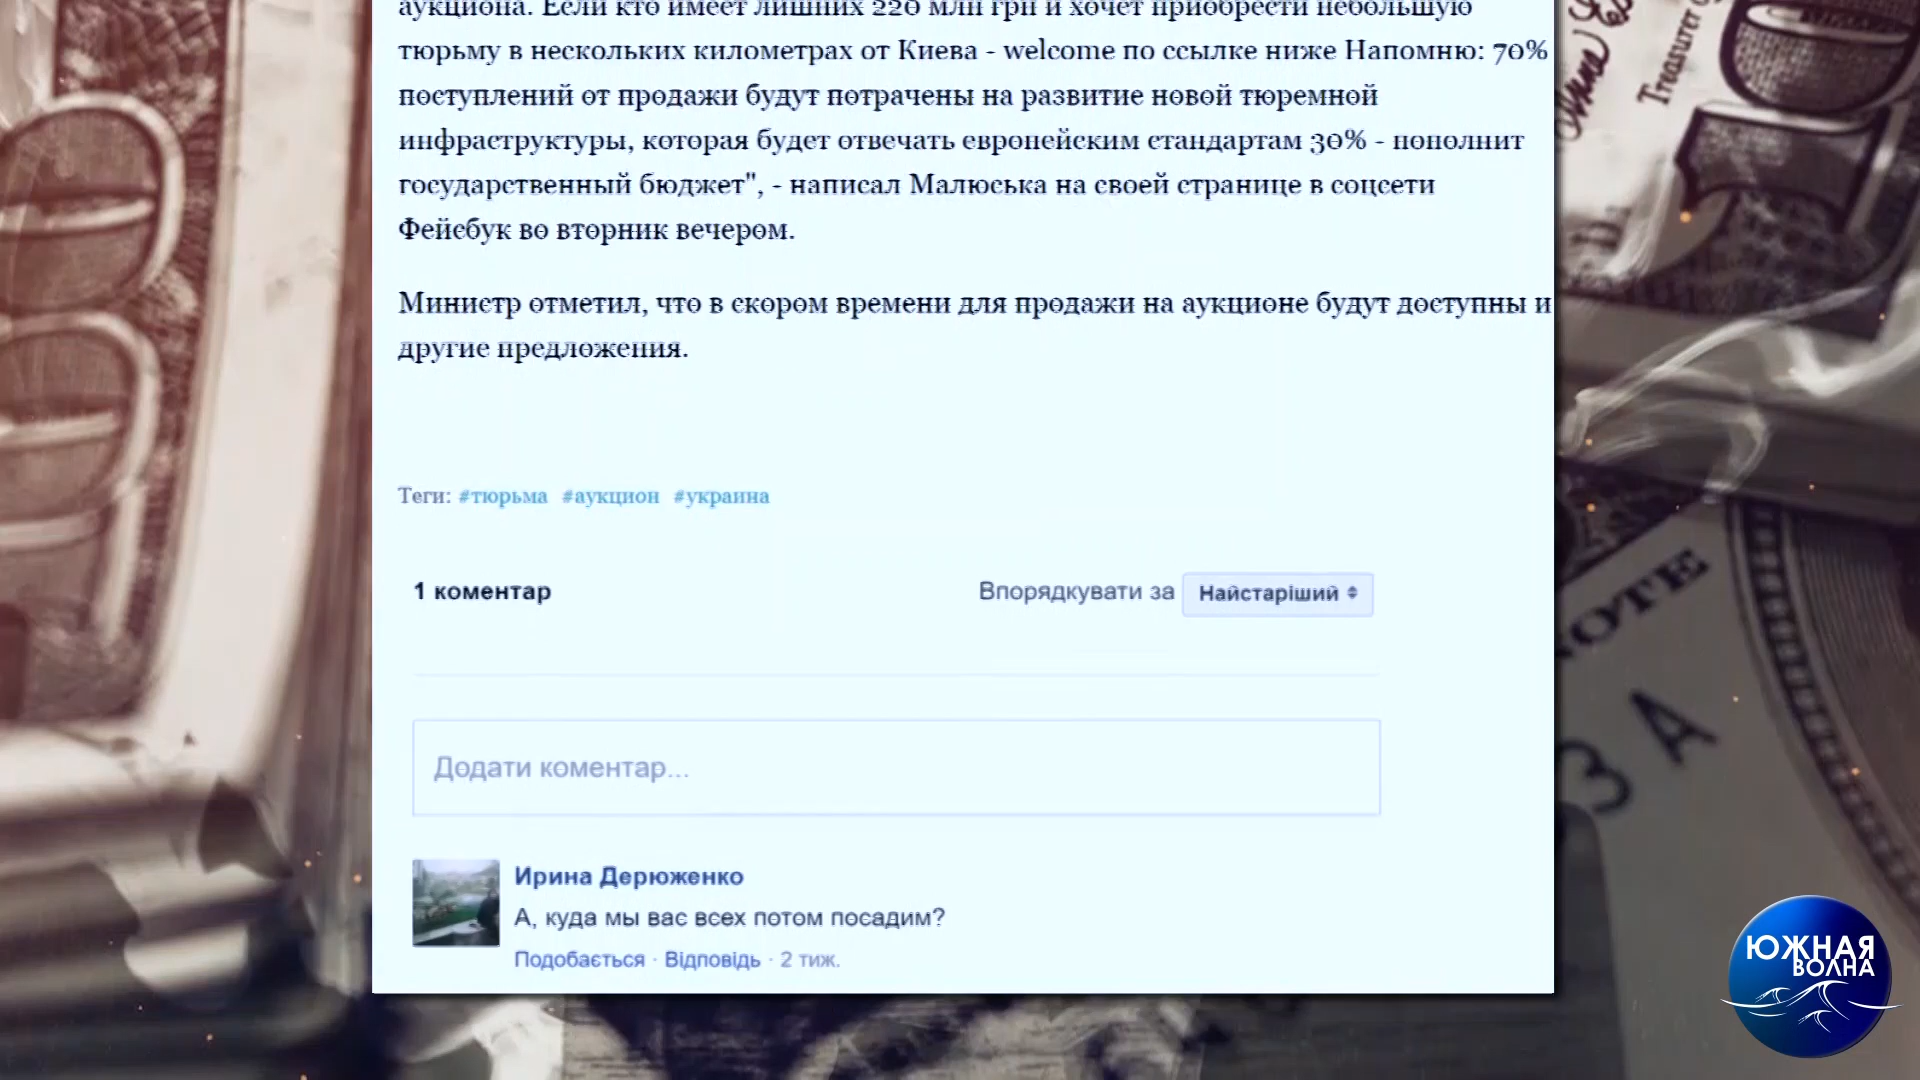 аукциона. Если кто имеет лишних 220 млн грн и хочет приобрести небольшую
тюрьму в нескольких километрах от Киева - welcome по ссылке ниже Напомню: 70%
поступлений от продажи будут потрачены на развитие новой тюремной
инфраструктуры, которая будет отвечать европейским стандартам 30% - пополнит
государственный бюджет", - написал Малюська на своей странице в соцсети
Фейсбук во вторник вечером.
Министр отметил, что в скором времени для продажи на аукционе будут доступны и
другие предложения.
Теги: #тюрьма #аукцион #украина
1 коментар
Впорядкувати за Найстаріший
Додати коментар...
Ирина Дерюженко
А, куда мы вас всех потом посадим?
Подобається · Відповідь · 2 тиж.
Treasurer
NOTE
3 A
ЮЖНАЯ
ВОЛНА